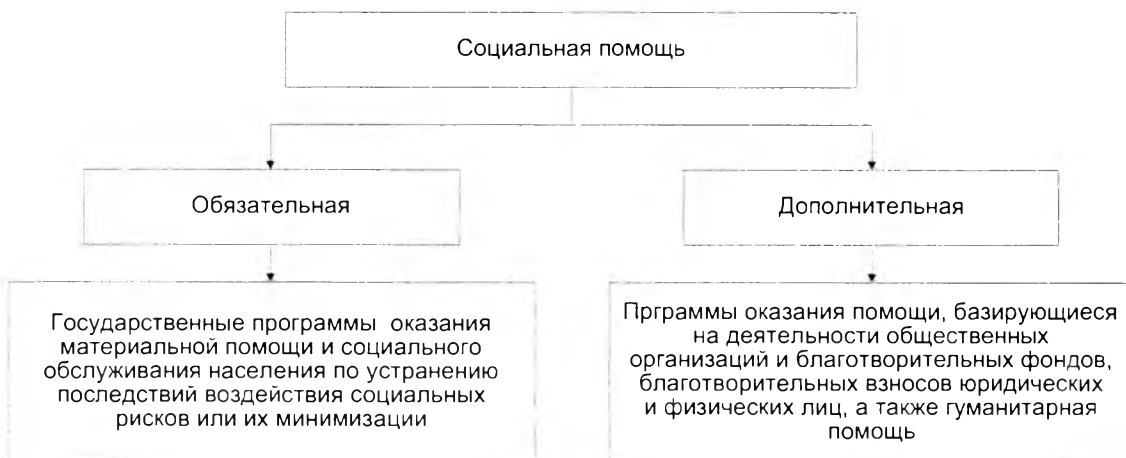 Социальная помощь
Обязательная
Дополнительная
Государственные программы оказания
материальной помощи и социального
обслуживания населения по устранению
последствий воздействия социальных
рисков или их минимизации
Прграммы оказания помощи, базирующиеся
на деятельности общественных
организаций и благотворительных фондов,
благотворительных взносов юридических
и физических лиц, а также гуманитарная
помощь